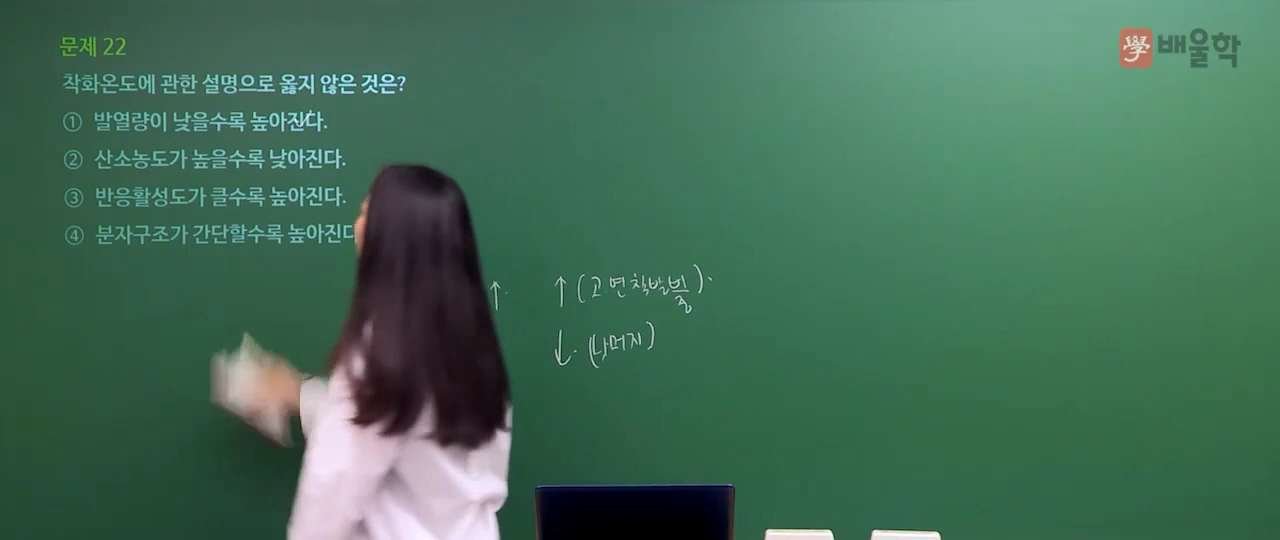 문제 22
學 배울학
착화온도에 관한 설명으로 옳지 않은 것은?
① 발열량이 낮을수록 높아진다.
② 산소농도가 높을수록 낮아진다.
③ 반응활성도가 클수록 높아진다.
④ 분자구조가 간단할수록 높아진다
↑ ↑ (고 연 착 발 비 중)
↓ (나머지)